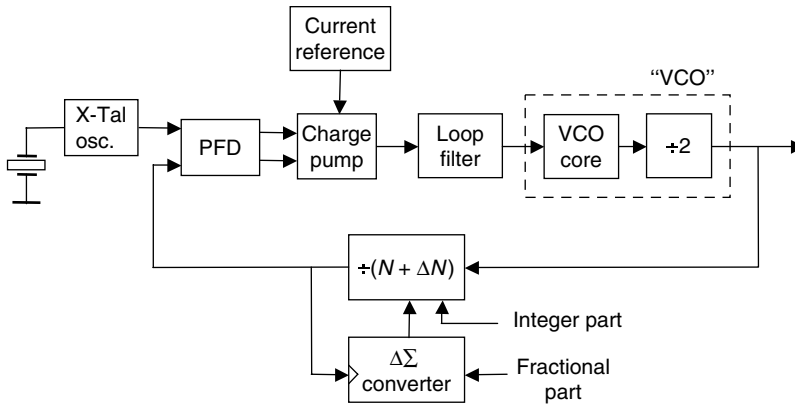 Current
reference
"VCO"
X-Tal
osc.
PFD
Charge
pump
Loop
filter
VCO
core
÷2
÷(N + ΔN)
Integer part
ΔΣ
converter
Fractional
part